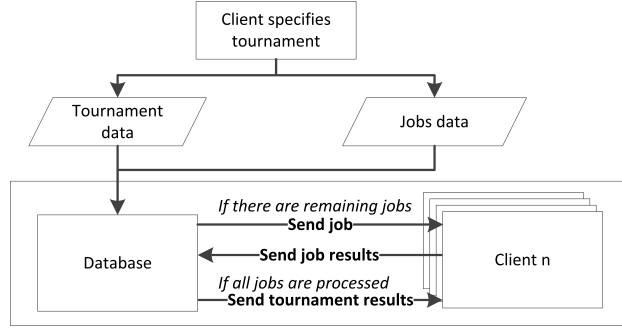 Client specifies
tournament
Tournament
data
Jobs data
If there are remaining jobs
Send job
Send job results
If all jobs are processed
Send tournament results
Database
Client n